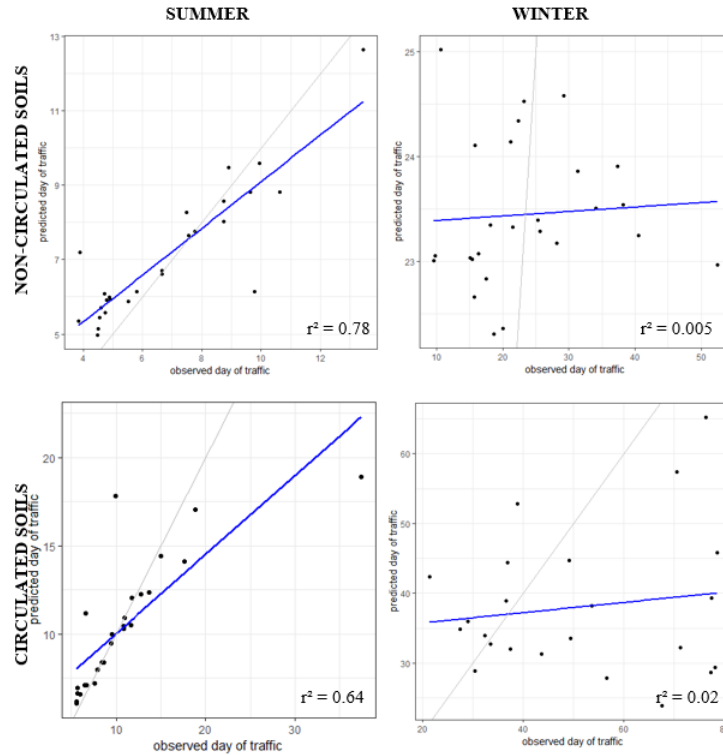 SUMMER WINTER
NON-CIRCULATED SOILS
predicted day of traffic
13
11
9
7
5
r² = 0.78
4 6 8 10 12
observed day of traffic
25
24
23
predicted day of traffic
r² = 0.005
10 20 30 40 50
observed day of traffic
CIRCULATED SOILS
predicted day of traffic
20
15
10
r² = 0.64
10 20 30
observed day of traffic
60
50
40
30
predicted day of traffic
r² = 0.02
20 40 60 80
observed day of traffic